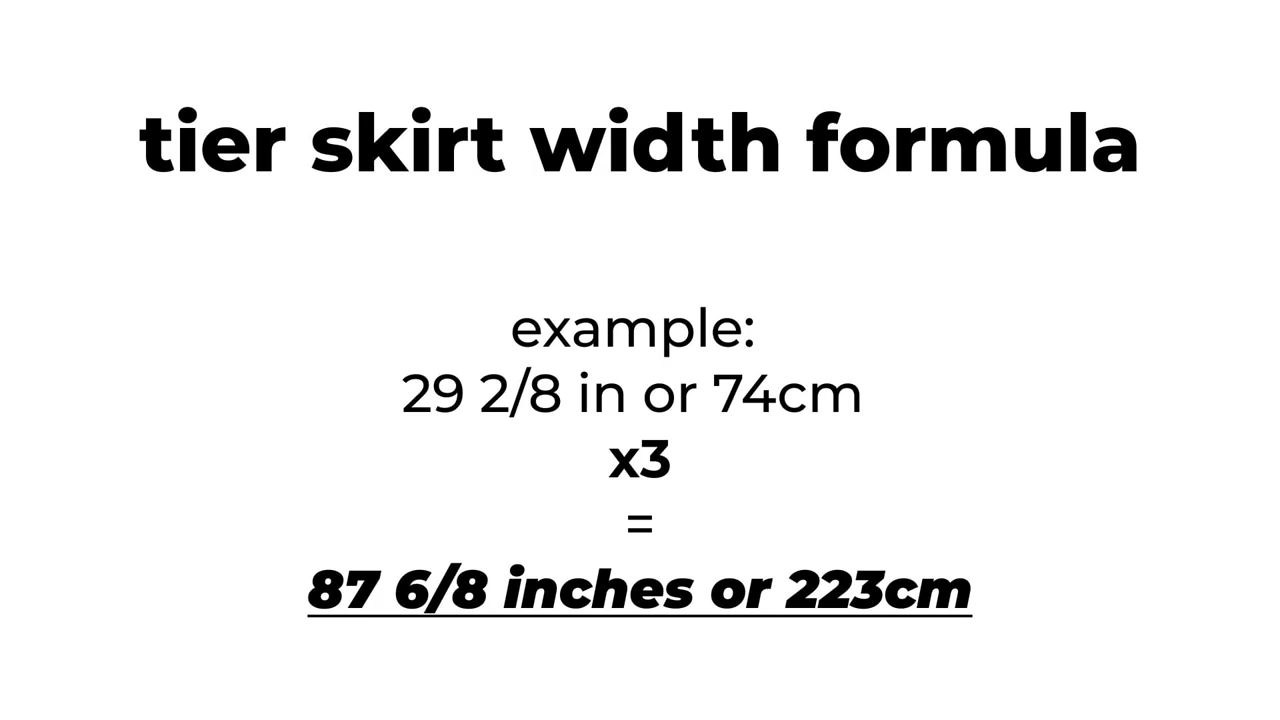 tier skirt width formula
example:
29 2/8 in or 74cm
x3
=
87 6/8 inches or 223cm